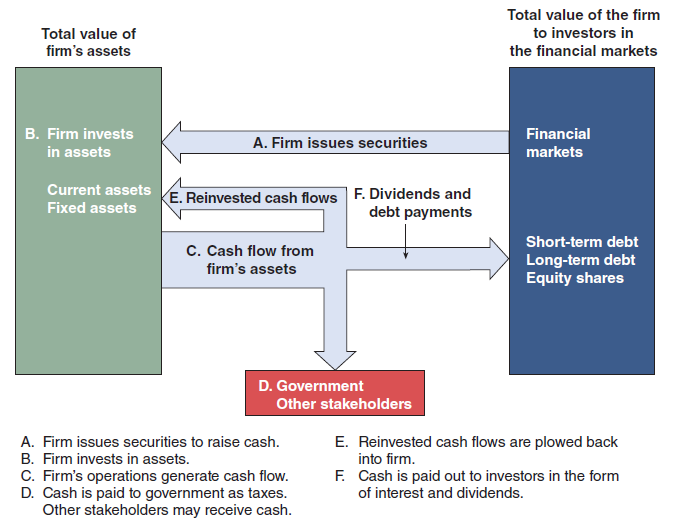 Total value of
firm's assets
Total value of the firm
to investors in
the financial markets
B. Firm invests
in assets
Current assets
Fixed assets
A. Firm issues securities
Financial
markets
E. Reinvested cash flows
F. Dividends and
debt payments
C. Cash flow from
firm's assets
Short-term debt
Long-term debt
Equity shares
D. Government
Other stakeholders
A. Firm issues securities to raise cash.
B. Firm invests in assets.
C. Firm's operations generate cash flow.
D. Cash is paid to government as taxes.
Other stakeholders may receive cash.
E. Reinvested cash flows are plowed back
into firm.
F. Cash is paid out to investors in the form
of interest and dividends.